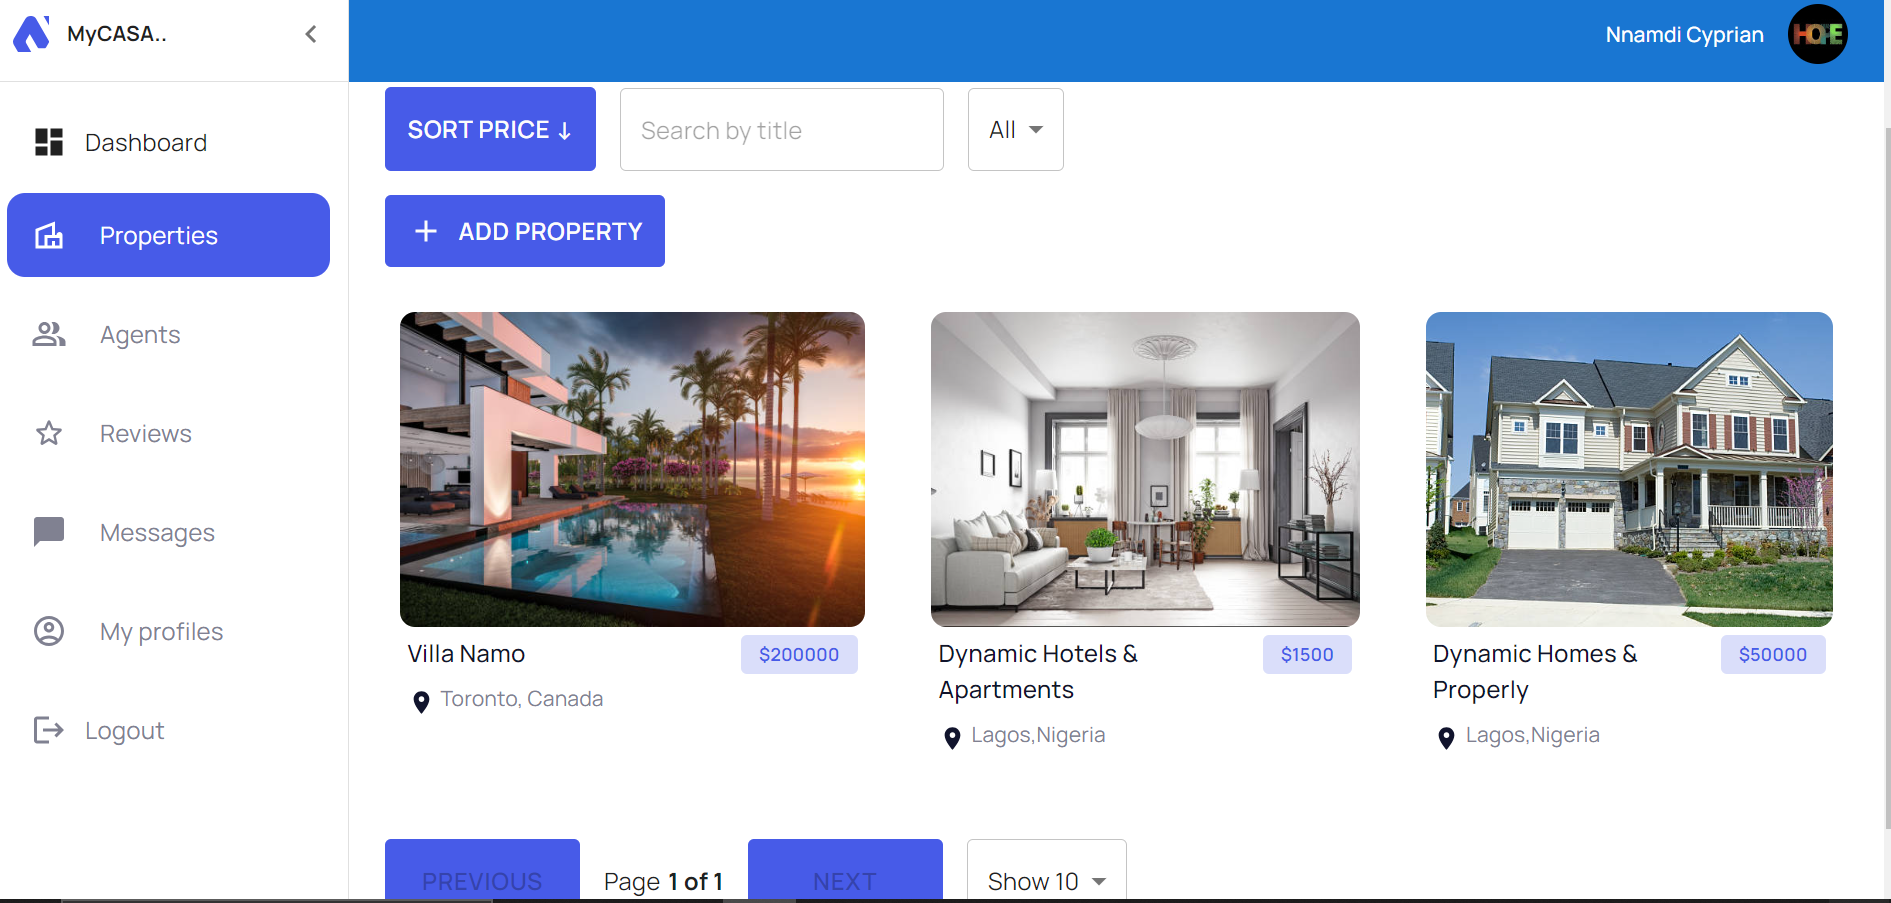 MyCASA..
Nnamdi Cyprian
HOPE
Dashboard
Properties
Agents
Reviews
Messages
My profiles
Logout
SORT PRICE ↓
Search by title
All
+ ADD PROPERTY
Villa Namo
$200000
Toronto, Canada
Dynamic Hotels &
Apartments
$1500
Lagos,Nigeria
Dynamic Homes &
Properly
$50000
Lagos,Nigeria
PREVIOUS
Page 1 of 1
NEXT
Show 10